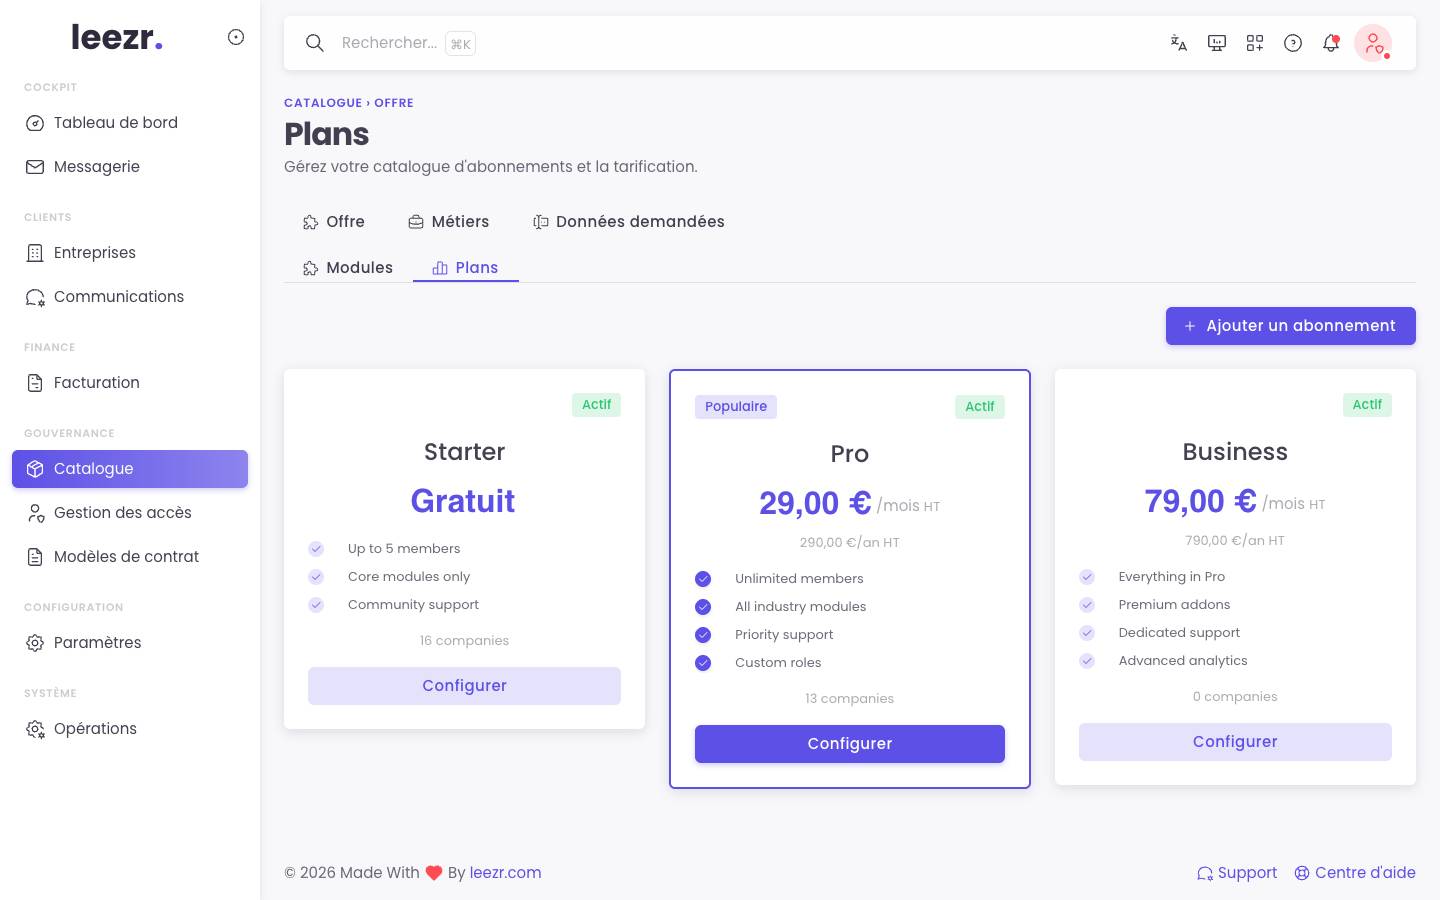 leezr.
COCKPIT
Tableau de bord
Messagerie
CLIENTS
Entreprises
Communications
FINANCE
Facturation
GOUVERNANCE
Catalogue
Gestion des accès
Modèles de contrat
CONFIGURATION
Paramètres
SYSTÈME
Opérations
Rechercher... ⌘K
CATALOGUE › OFFRE
Plans
Gérez votre catalogue d'abonnements et la tarification.
Offre Métiers Données demandées
Modules Plans
+ Ajouter un abonnement
Actif
Starter
Gratuit
Up to 5 members
Core modules only
Community support
16 companies
Configurer
Populaire Actif
Pro
29,00 € /mois HT
290,00 €/an HT
Unlimited members
All industry modules
Priority support
Custom roles
13 companies
Configurer
Actif
Business
79,00 € /mois HT
790,00 €/an HT
Everything in Pro
Premium addons
Dedicated support
Advanced analytics
0 companies
Configurer
© 2026 Made With ❤ By leezr.com
Support Centre d'aide